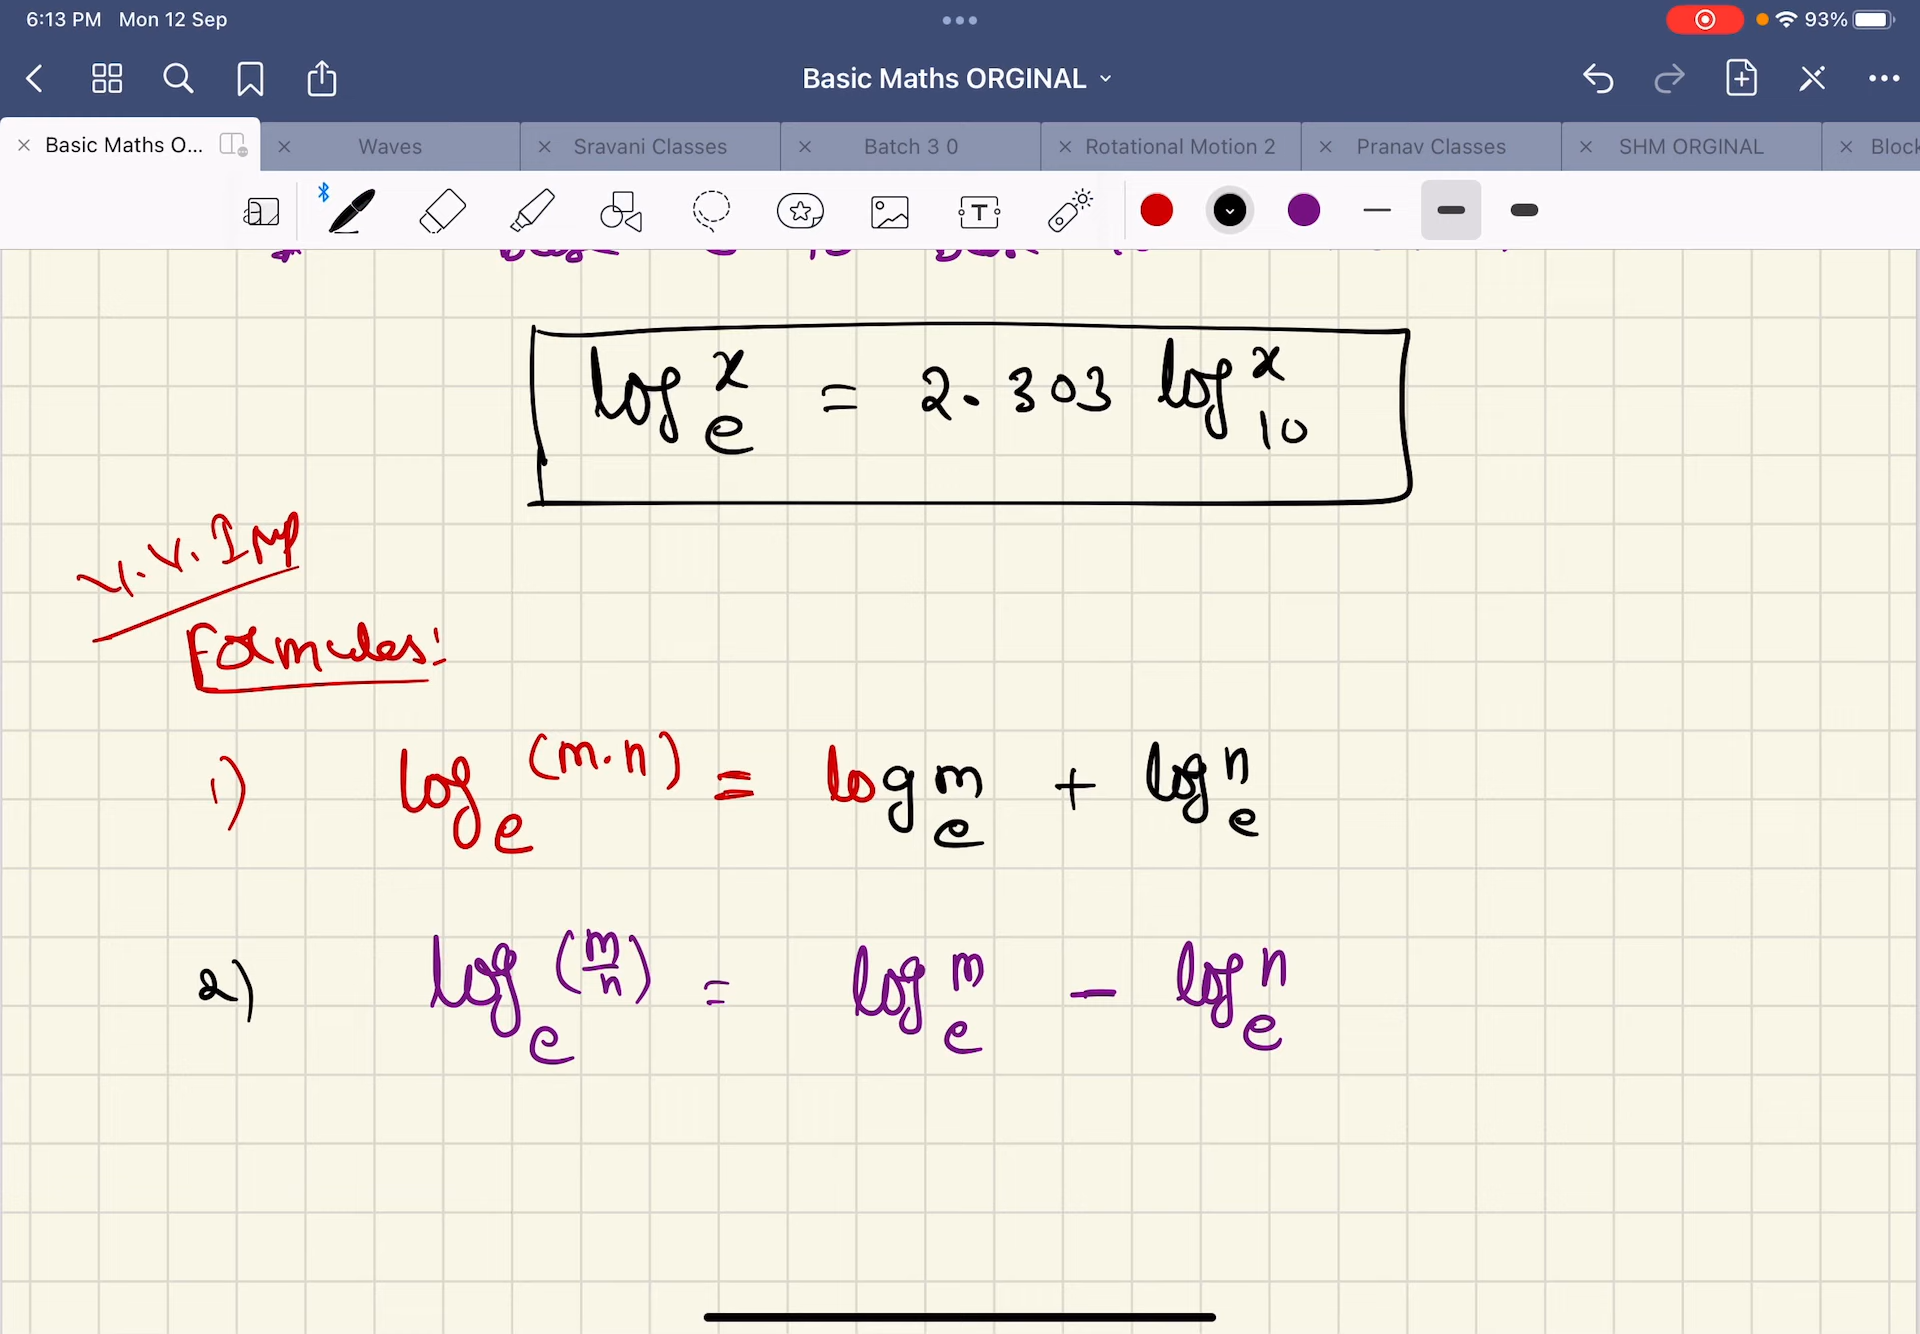 6:13 PM Mon 12 Sep
93%
Basic Maths ORGINAL
Basic Maths O... Waves Sravani Classes Batch 3 0 Rotational Motion 2 Pranav Classes SHM ORGINAL Block
log_e^x = 2.303 log_10^x
V.V. Imp
Formules:
1) log_e^(m.n) = log_e^m + log_e^n
2) log_e^(m/n) = log_e^m - log_e^n